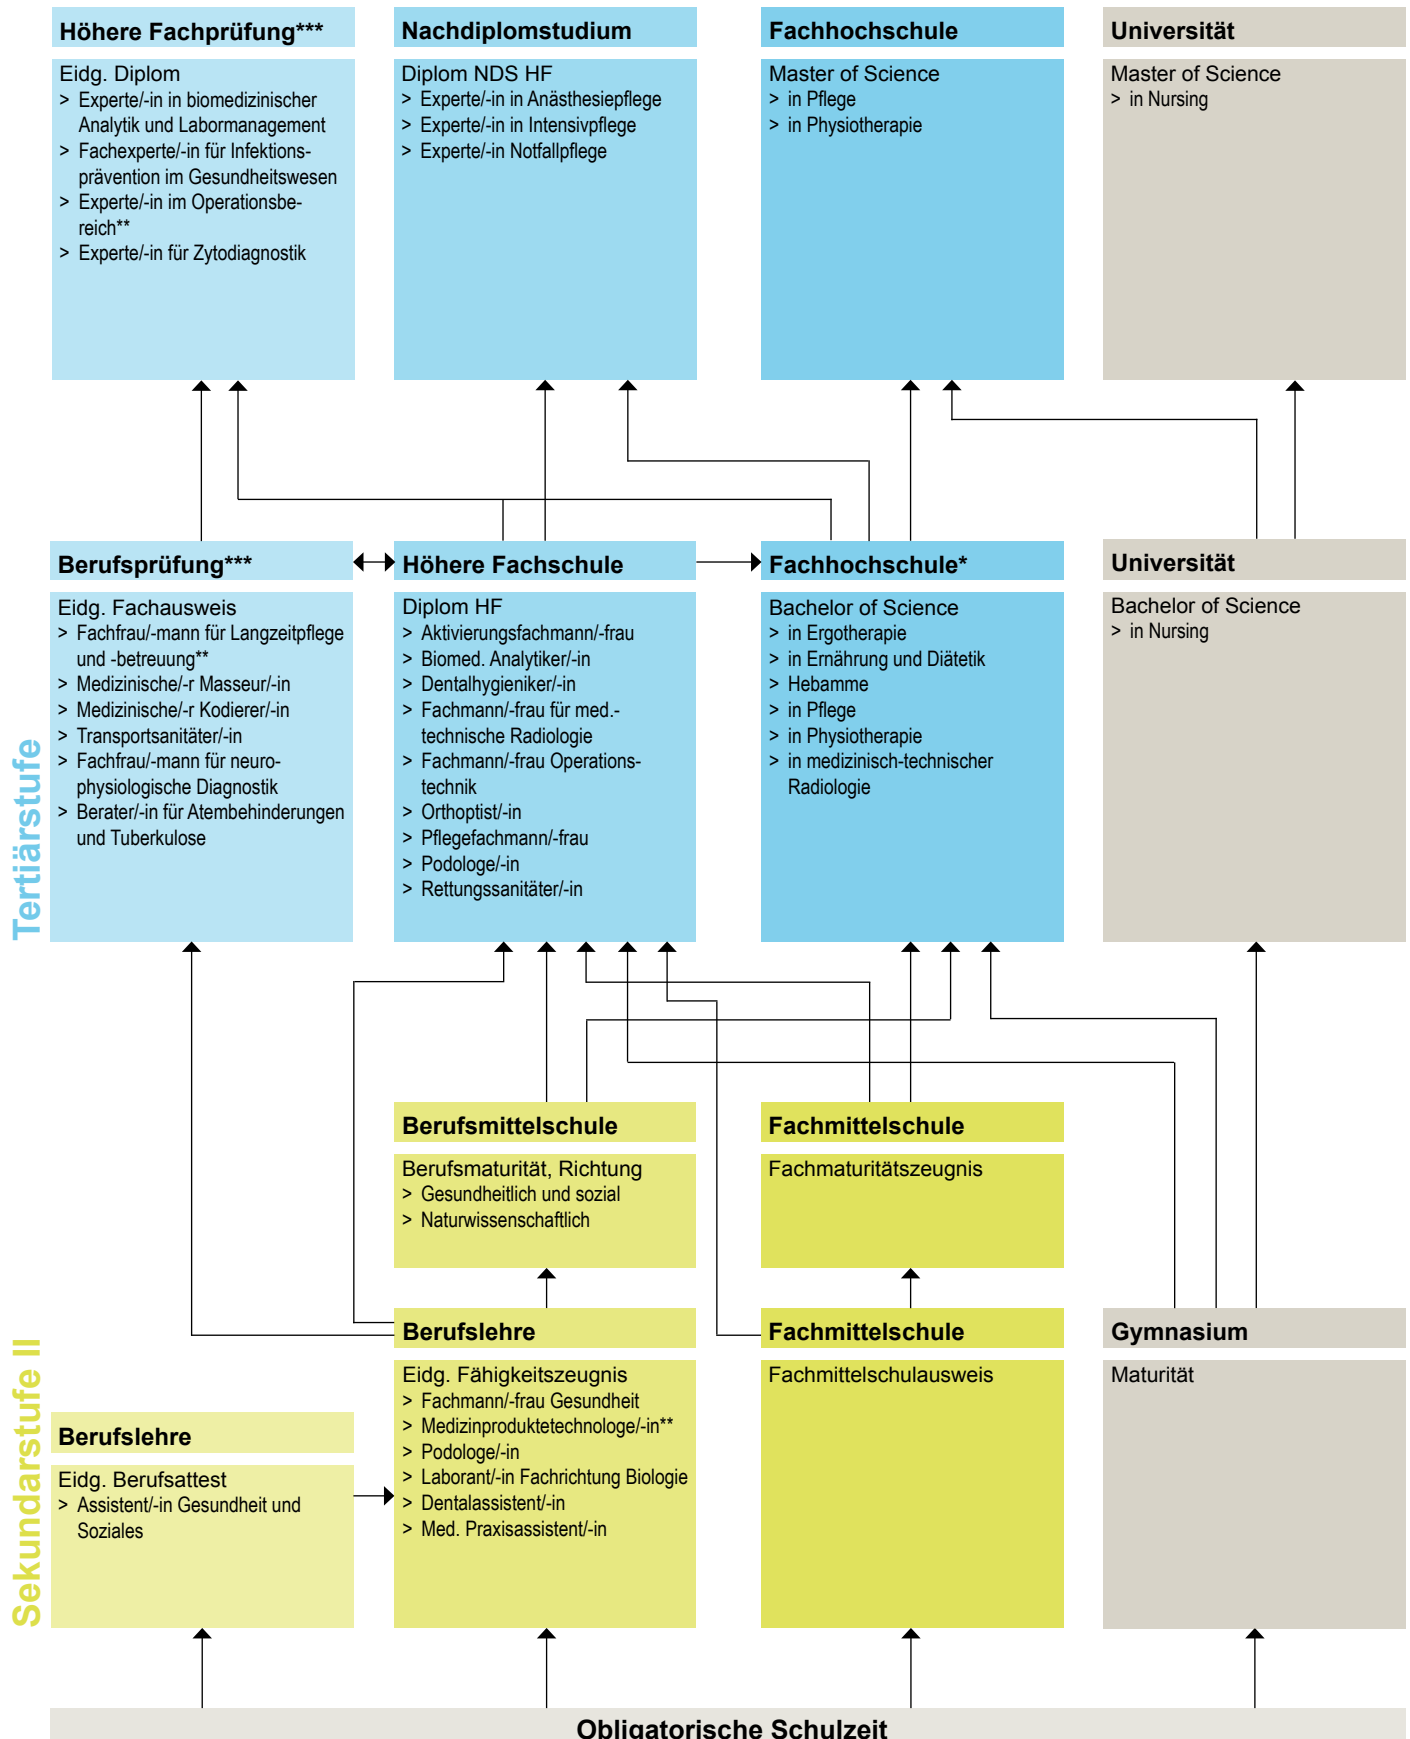 Höhere Fachprüfung***
Eidg. Diplom
> Experte/-in in biomedizinischer
Analytik und Labormanagement
> Fachexperte/-in für Infektions-
prävention im Gesundheitswesen
> Experte/-in im Operationsbe-
reich**
> Experte/-in für Zytodiagnostik
Nachdiplomstudium
Diplom NDS HF
> Experte/-in in Anästhesiepflege
> Experte/-in in Intensivpflege
> Experte/-in Notfallpflege
Fachhochschule
Master of Science
> in Pflege
> in Physiotherapie
Universität
Master of Science
> in Nursing
Tertiärstufe
Berufsprüfung***
Eidg. Fachausweis
> Fachfrau/-mann für Langzeitpflege
und -betreuung**
> Medizinische/-r Masseur/-in
> Medizinische/-r Kodierer/-in
> Transportsanitäter/-in
> Fachfrau/-mann für neuro-
physiologische Diagnostik
> Berater/-in für Atembehinderungen
und Tuberkulose
Höhere Fachschule
Diplom HF
> Aktivierungsfachmann/-frau
> Biomed. Analytiker/-in
> Dentalhygieniker/-in
> Fachmann/-frau für med.-
technische Radiologie
> Fachmann/-frau Operations-
technik
> Orthoptist/-in
> Pflegefachmann/-frau
> Podologe/-in
> Rettungssanitäter/-in
Fachhochschule*
Bachelor of Science
> in Ergotherapie
> in Ernährung und Diätetik
> Hebamme
> in Pflege
> in Physiotherapie
> in medizinisch-technischer
Radiologie
Universität
Bachelor of Science
> in Nursing
Berufsmittelschule
Berufsmaturität, Richtung
> Gesundheitlich und sozial
> Naturwissenschaftlich
Fachmittelschule
Fachmaturitätszeugnis
Sekundarstufe II
Berufslehre
Eidg. Berufsattest
> Assistent/-in Gesundheit und
Soziales
Berufslehre
Eidg. Fähigkeitszeugnis
> Fachmann/-frau Gesundheit
> Medizinproduktetechnologe/-in**
> Podologe/-in
> Laborant/-in Fachrichtung Biologie
> Dentalassistent/-in
> Med. Praxisassistent/-in
Fachmittelschule
Fachmittelschulausweis
Gymnasium
Maturität
Obligatorische Schulzeit